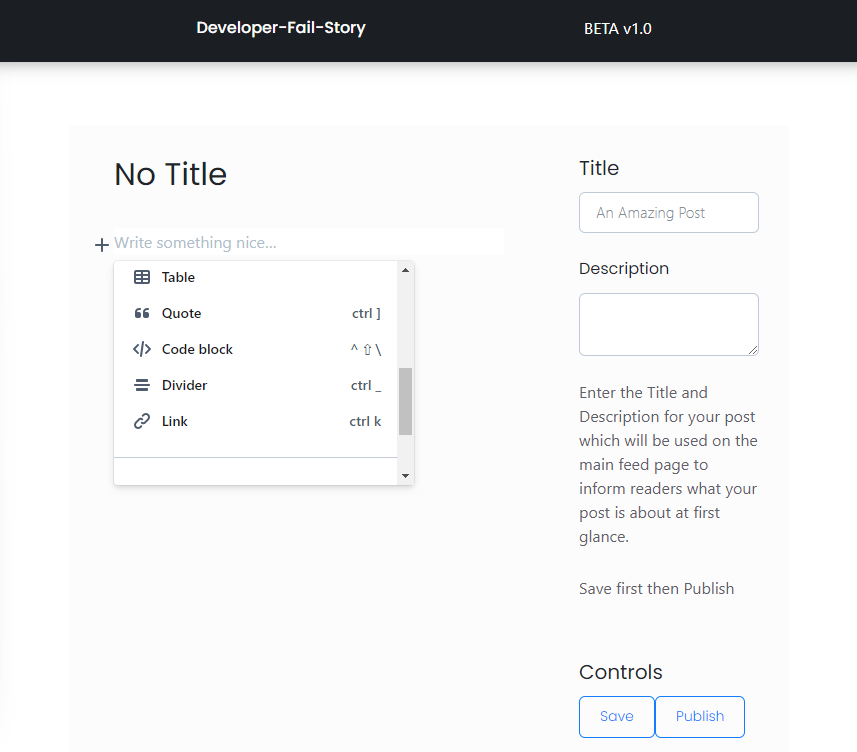 Developer-Fail-Story
BETA v1.0
No Title
Write something nice...
Table
Quote ctrl ]
Code block ^ ⇧ \
Divider ctrl _
Link ctrl k
Title
An Amazing Post
Description
Enter the Title and
Description for your post
which will be used on the
main feed page to
inform readers what your
post is about at first
glance.
Save first then Publish
Controls
Save
Publish